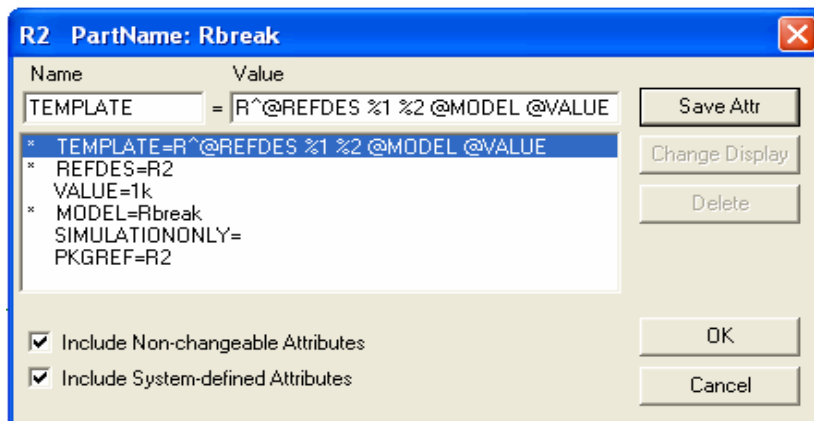 R2 PartName: Rbreak
Name Value
TEMPLATE = R^@REFDES %1 %2 @MODEL @VALUE
Save Attr
* TEMPLATE=R^@REFDES %1 %2 @MODEL @VALUE
* REFDES=R2
VALUE=1k
* MODEL=Rbreak
SIMULATIONONLY=
PKGREF=R2
Change Display
Delete
Include Non-changeable Attributes
Include System-defined Attributes
OK
Cancel